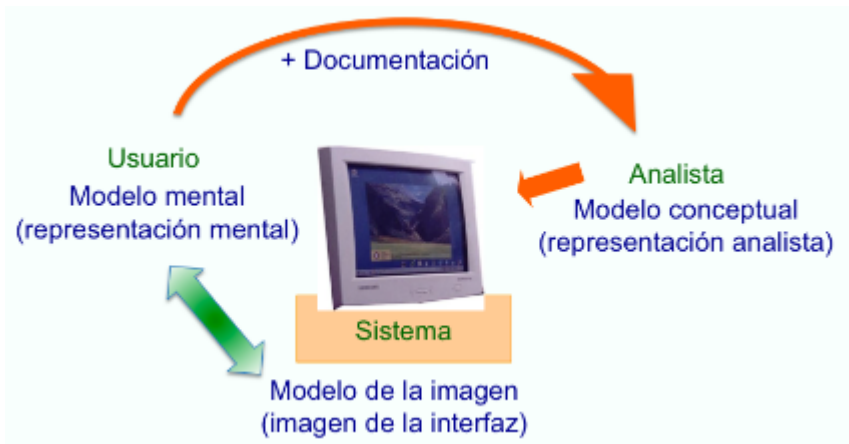 + Documentación
Usuario
Modelo mental
(representación mental)
Analista
Modelo conceptual
(representación analista)
Sistema
Modelo de la imagen
(imagen de la interfaz)